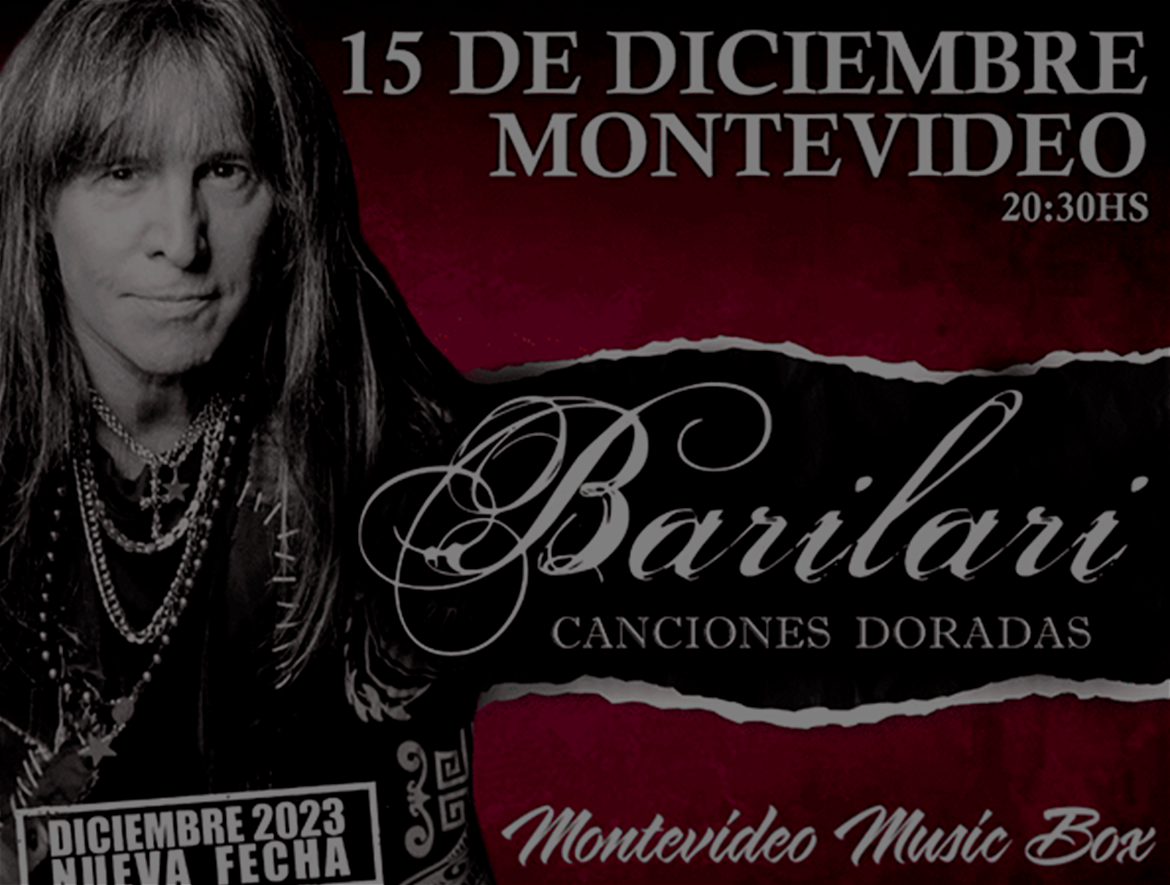 15 DE DICIEMBRE
MONTEVIDEO
20:30HS
Barilari
CANCIONES DORADAS
DICIEMBRE 2023
NUEVA FECHA
Montevideo Music Box